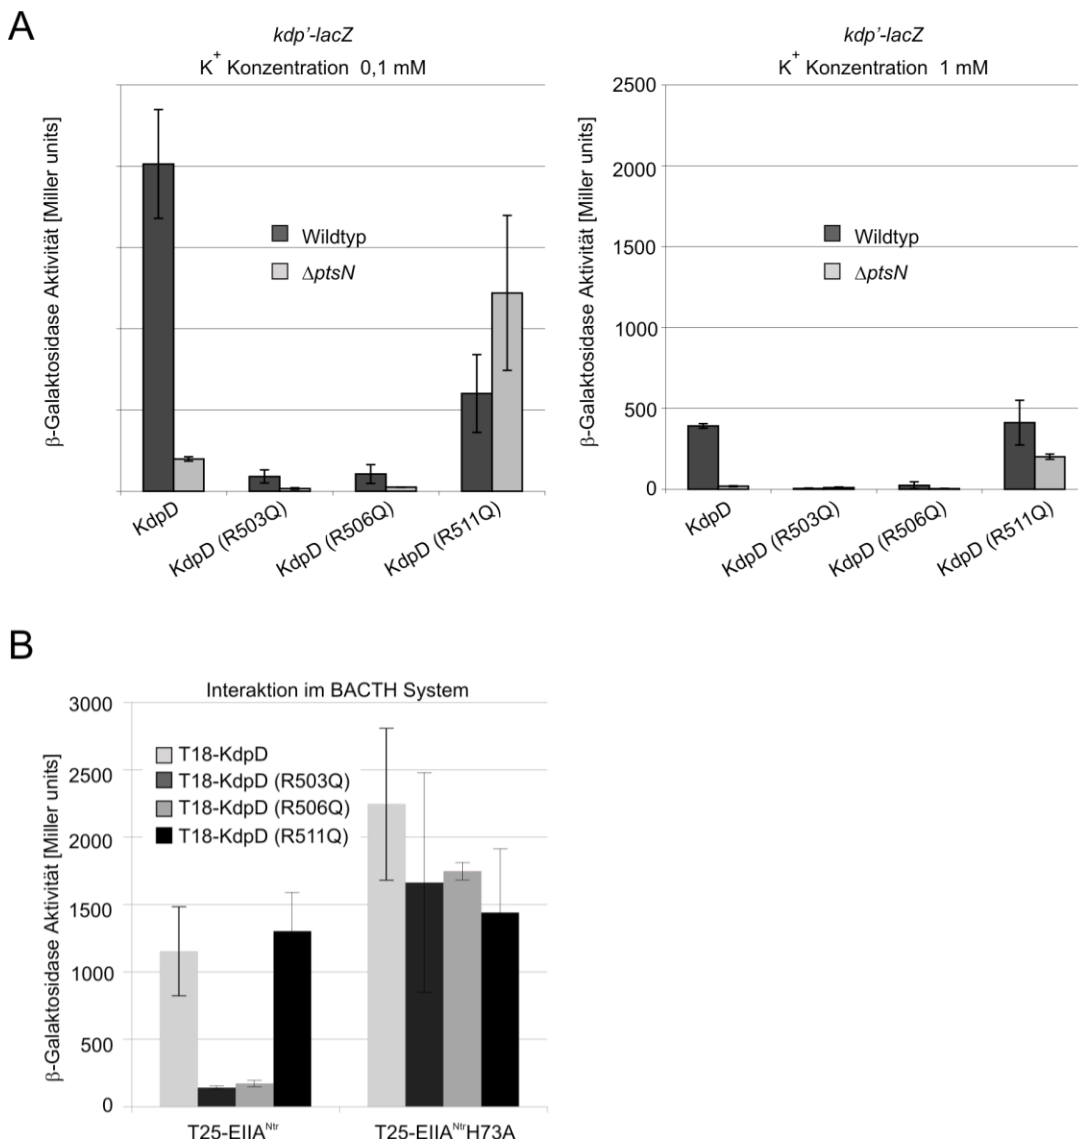 A
kdp'-lacZ
K+ Konzentration 0,1 mM
β-Galaktosidase Aktivität [Miller units]
Wildtyp
ΔptsN
KdpD
KdpD (R503Q)
KdpD (R506Q)
KdpD (R511Q)
kdp'-lacZ
K+ Konzentration 1 mM
β-Galaktosidase Aktivität [Miller units]
2500
2000
1500
1000
500
0
Wildtyp
ΔptsN
KdpD
KdpD (R503Q)
KdpD (R506Q)
KdpD (R511Q)
B
Interaktion im BACTH System
β-Galaktosidase Aktivität [Miller units]
3000
2500
2000
1500
1000
500
0
T18-KdpD
T18-KdpD (R503Q)
T18-KdpD (R506Q)
T18-KdpD (R511Q)
T25-EIIANtr
T25-EIIANtrH73A